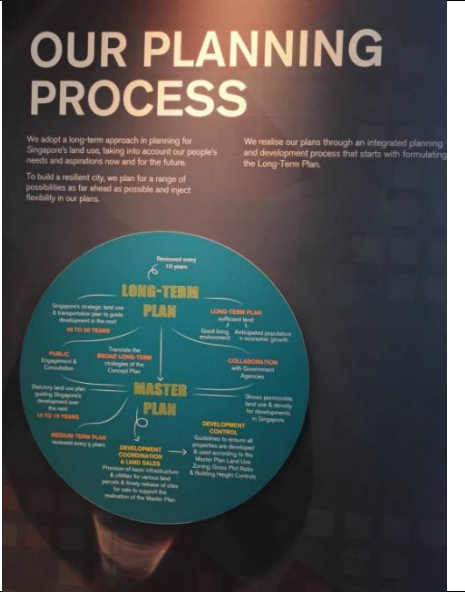 OUR PLANNING
PROCESS
We adopt a long-term approach in planning for
Singapore's land use, taking into account our people's
needs and aspirations now and for the future.
To build a resilient city, we plan for a range of
possibilities as far ahead as possible and inject
flexibility in our plans.
We realise our plans through an integrated planning
and development process that starts with formulating
the Long-Term Plan.
Reviewed every
10 years
LONG-TERM
PLAN
Singapore's strategic land use
& transportation plan to guide
development in the next
40 TO 50 YEARS
LONG-TERM PLAN
sufficient land
Good living
environment
Anticipated population
+ economic growth
PUBLIC
Engagement &
Consultation
Translate the
BROAD LONG-TERM
strategies of the
Concept Plan
COLLABORATION
with Government
Agencies
MASTER
PLAN
Statutory land use plan
guiding Singapore's
development over
the next
10 TO 15 YEARS
Shows permissible
land use & density
for developments
in Singapore
MEDIUM-TERM PLAN
reviewed every 5 years
DEVELOPMENT
COORDINATION
& LAND SALES
Provision of basic infrastructure
& utilities for various land
parcels & timely release of sites
for sale to support the
realisation of the Master Plan
DEVELOPMENT
CONTROL
Guidelines to ensure all
properties are developed
& used according to the
Master Plan Land Use
Zoning, Gross Plot Ratio
& Building Height Controls